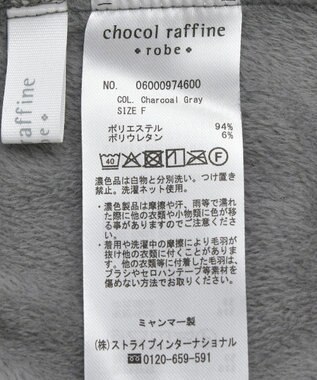 chocol raffine
robe
NO. 06000974600
COL. Charcoal Gray
SIZE F
ポリエステル 94%
ポリウレタン 6%
40
F
濃色品は白物と分別洗い。つけ置き
禁止。洗濯ネット使用。
・濃色製品は摩擦や汗、雨等で濡れ
た際に他の衣類や小物類に色が移
る事がありますのでご注意くださ
い。
・着用や洗濯中の摩擦により毛羽が
抜け他の衣類に付くことがありま
す。他の衣類等に付着した毛羽は、
ブラシやセロハンテープ等素材を
傷めない方法でお取りください。
ミャンマー製
(株)ストライプインターナショナル
0120-659-591
raffine
be